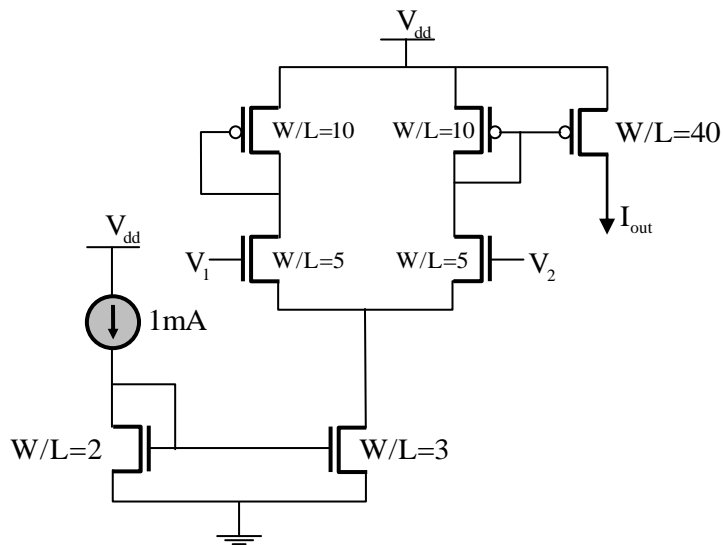 V_dd
W/L=10
W/L=10
W/L=40
V_dd
I_out
V_1
W/L=5
W/L=5
V_2
1mA
W/L=2
W/L=3